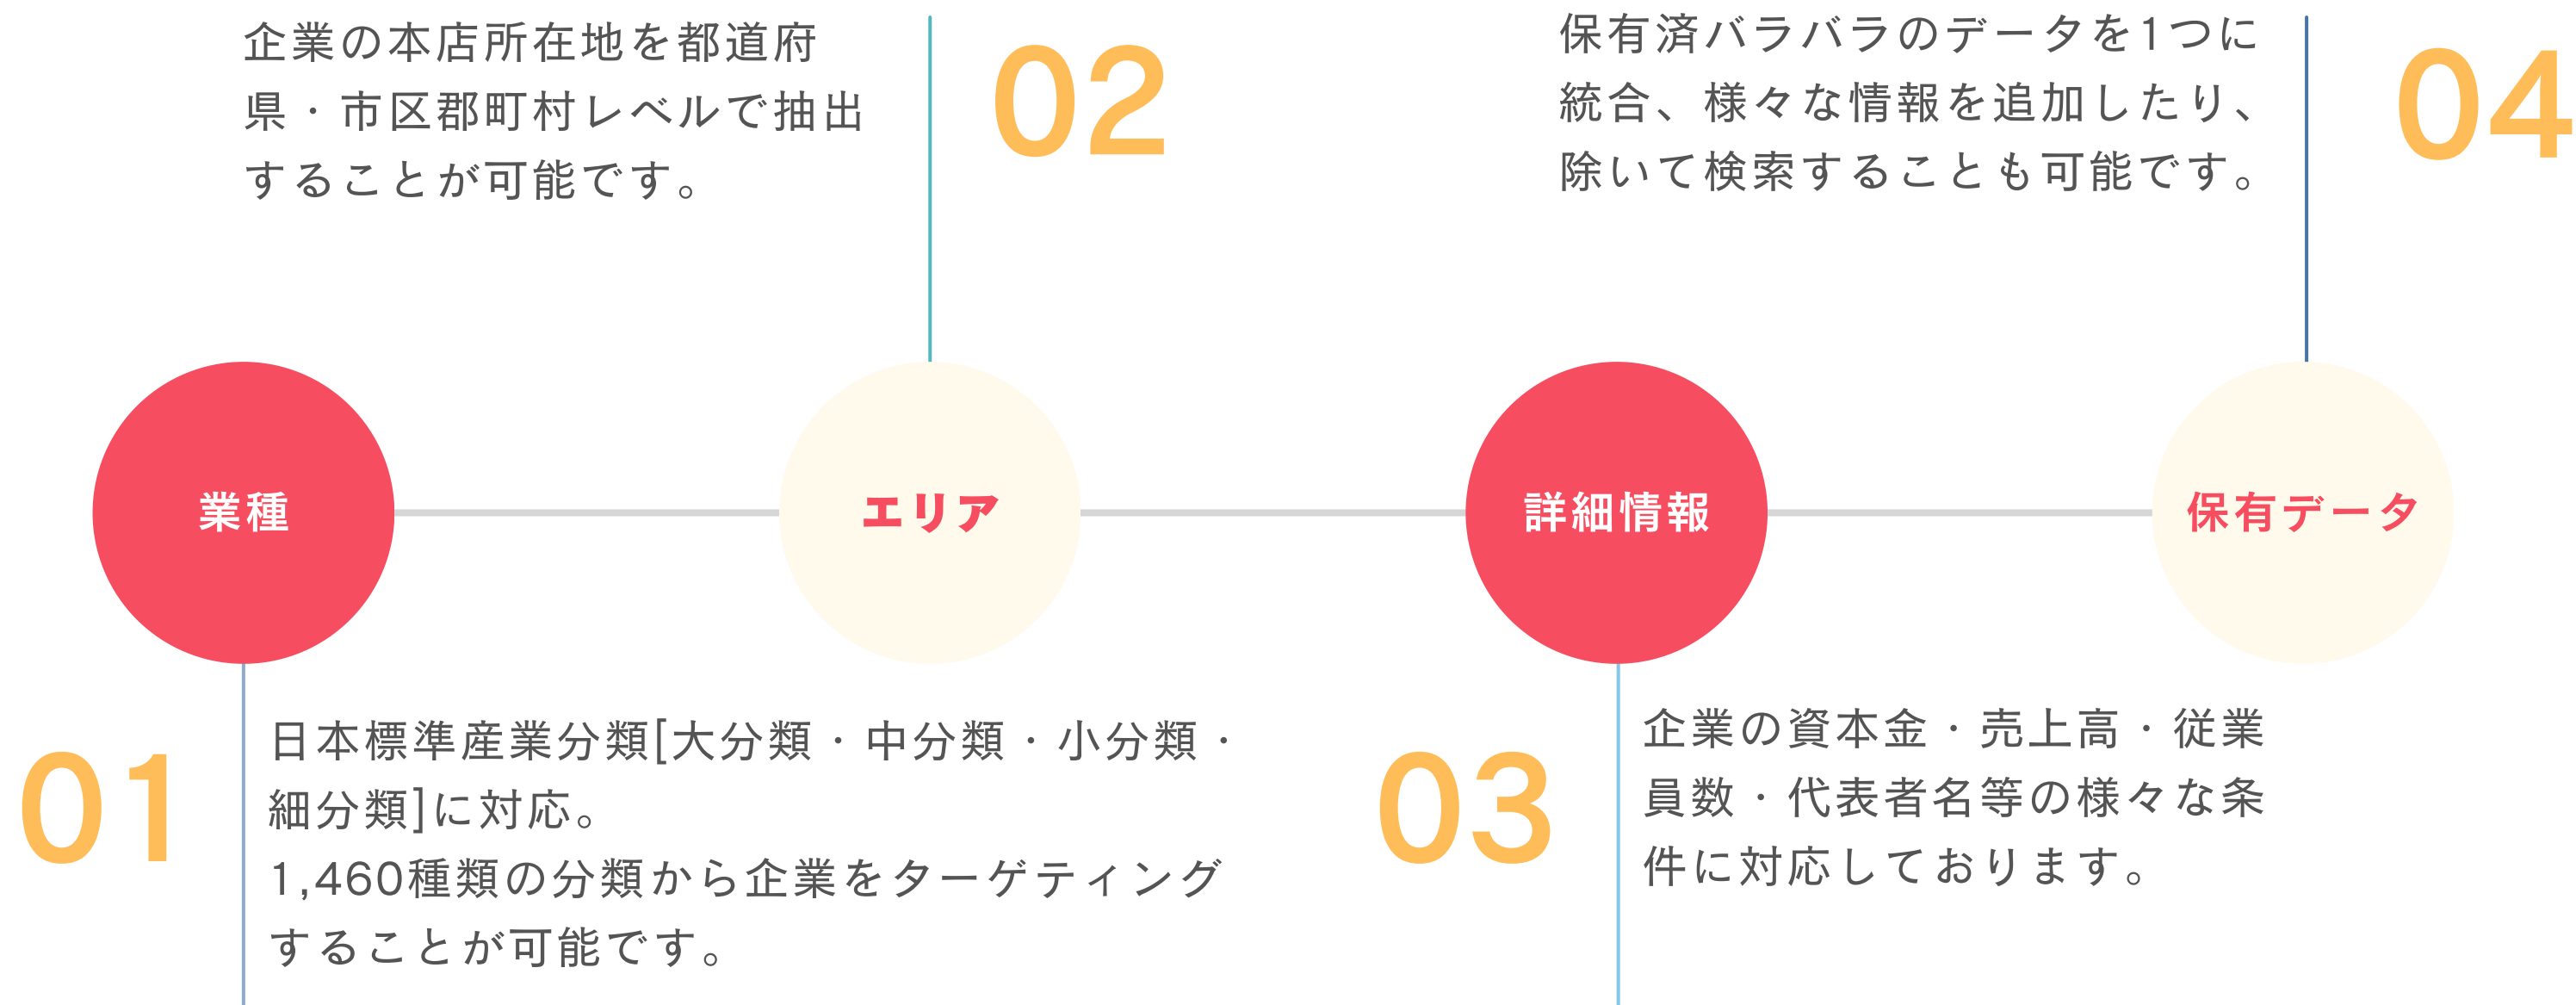 企業の本店所在地を都道府
県・市区郡町村レベルで抽出
することが可能です。
02
保有済バラバラのデータを1つに
統合、様々な情報を追加したり、
除いて検索することも可能です。
04
業種
エリア
詳細情報
保有データ
01
日本標準産業分類[大分類・中分類・小分類・
細分類]に対応。
1,460種類の分類から企業をターゲティング
することが可能です。
03
企業の資本金・売上高・従業
員数・代表者名等の様々な条
件に対応しております。